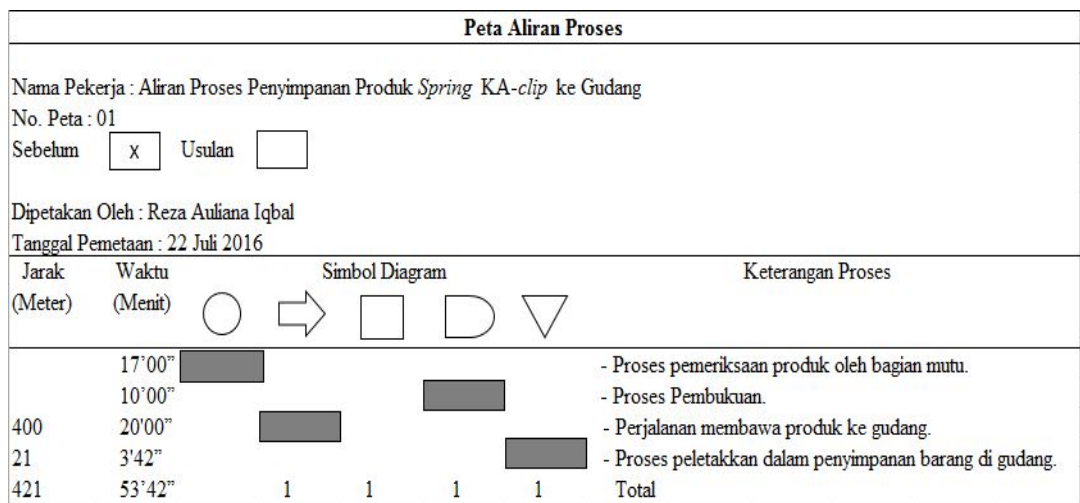 Peta Aliran Proses
Nama Pekerja : Aliran Proses Penyimpanan Produk Spring KA-clip ke Gudang
No. Peta : 01
Sebelum X Usulan
Dipetakan Oleh : Reza Auliana Iqbal
Tanggal Pemetaan : 22 Juli 2016
Jarak Waktu Simbol Diagram Keterangan Proses
(Meter) (Menit)
17'00" - Proses pemeriksaan produk oleh bagian mutu.
10'00" - Proses Pembukuan.
400 20'00" - Perjalanan membawa produk ke gudang.
21 3'42" - Proses peletakkan dalam penyimpanan barang di gudang.
421 53'42" 1 1 1 1 Total